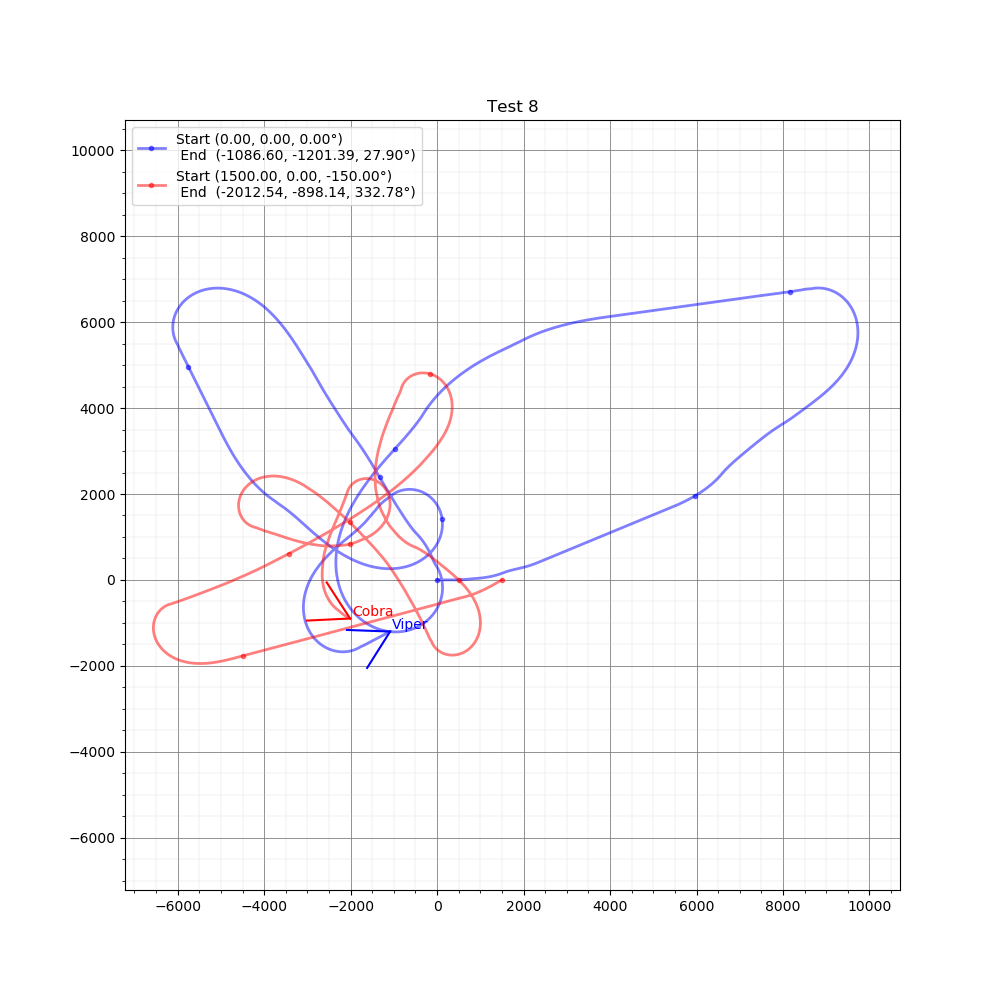 Test 8
Start (0.00, 0.00, 0.00°)
End (-1086.60, -1201.39, 27.90°)
Start (1500.00, 0.00, -150.00°)
End (-2012.54, -898.14, 332.78°)
10000
8000
6000
4000
2000
0
−2000
−4000
−6000
Cobra
Viper
−6000 −4000 −2000 0 2000 4000 6000 8000 10000